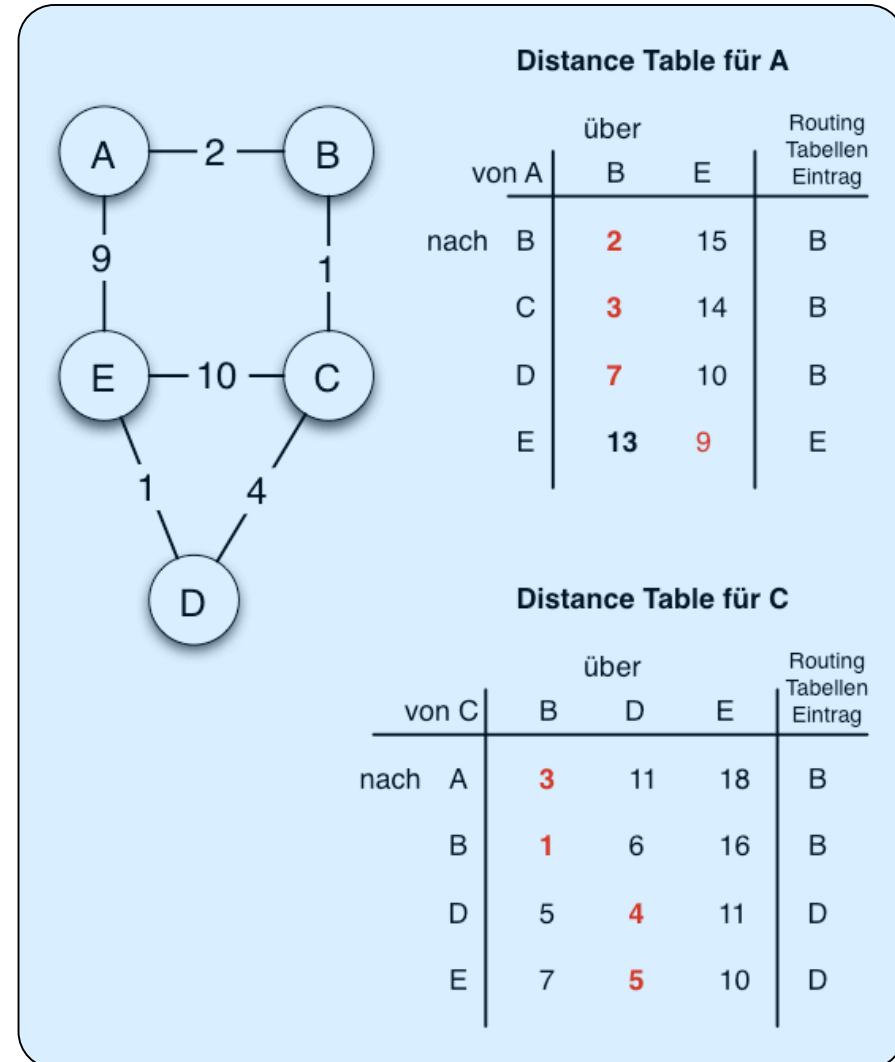 Distance Table für A
über
Routing
Tabellen
Eintrag
von A B E
nach B 2 15 B
C 3 14 B
D 7 10 B
E 13 9 E
A 2 B
9 1
E 10 C
1 4
D
Distance Table für C
über
Routing
Tabellen
Eintrag
von C B D E
nach A 3 11 18 B
B 1 6 16 B
D 5 4 11 D
E 7 5 10 D